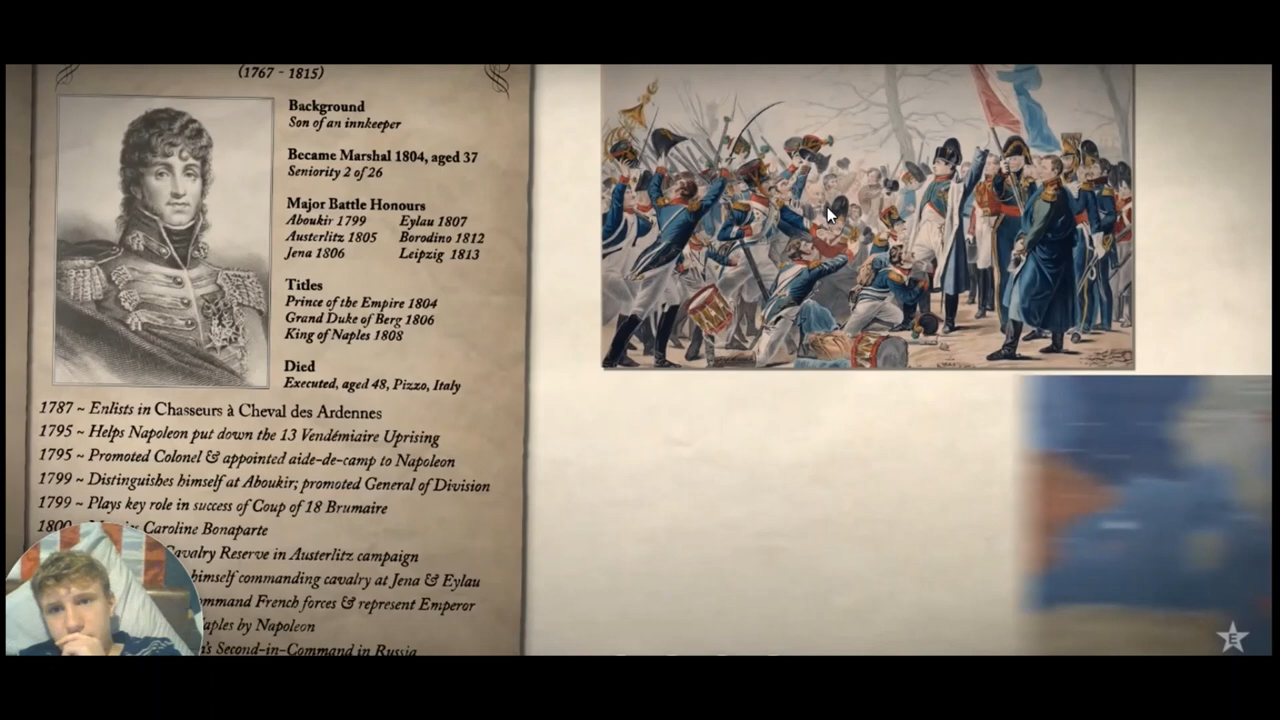 (1767 - 1815)
Background
Son of an innkeeper
Became Marshal 1804, aged 37
Seniority 2 of 26
Major Battle Honours
Aboukir 1799 Eylau 1807
Austerlitz 1805 Borodino 1812
Jena 1806 Leipzig 1813
Titles
Prince of the Empire 1804
Grand Duke of Berg 1806
King of Naples 1808
Died
Executed, aged 48, Pizzo, Italy
1787 ~ Enlists in Chasseurs à Cheval des Ardennes
1795 ~ Helps Napoleon put down the 13 Vendémiaire Uprising
1795 ~ Promoted Colonel & appointed aide-de-camp to Napoleon
1799 ~ Distinguishes himself at Aboukir; promoted General of Division
1799 ~ Plays key role in success of Coup of 18 Brumaire
1800 Caroline Bonaparte
Cavalry Reserve in Austerlitz campaign
himself commanding cavalry at Jena & Eylau
French forces & represent Emperor
by Napoleon
Second-in-Command in Russia
E